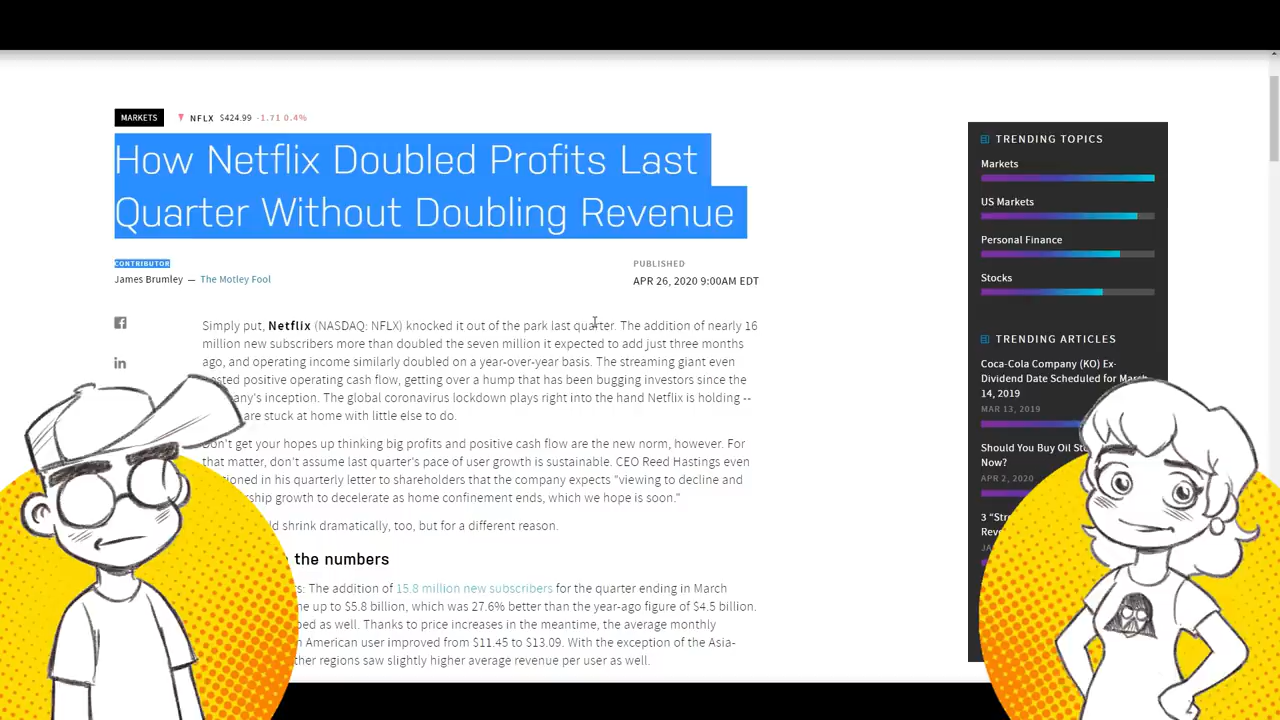 MARKETS NFLX $424.99 -1.71 0.4%
How Netflix Doubled Profits Last
Quarter Without Doubling Revenue
CONTRIBUTOR
James Brumley — The Motley Fool
PUBLISHED
APR 26, 2020 9:00AM EDT
Simply put, Netflix (NASDAQ: NFLX) knocked it out of the park last quarter. The addition of nearly 16
million new subscribers more than doubled the seven million it expected to add just three months
ago, and operating income similarly doubled on a year-over-year basis. The streaming giant even
positive operating cash flow, getting over a hump that has been bugging investors since the
inception. The global coronavirus lockdown plays right into the hand Netflix is holding --
are stuck at home with little else to do.
Don't get your hopes up thinking big profits and positive cash flow are the new norm, however. For
that matter, don't assume last quarter's pace of user growth is sustainable. CEO Reed Hastings even
in his quarterly letter to shareholders that the company expects "viewing to decline and
growth to decelerate as home confinement ends, which we hope is soon."
shrink dramatically, too, but for a different reason.
the numbers
The addition of 15.8 million new subscribers for the quarter ending in March
up to $5.8 billion, which was 27.6% better than the year-ago figure of $4.5 billion.
as well. Thanks to price increases in the meantime, the average monthly
American user improved from $11.45 to $13.09. With the exception of the Asia-
regions saw slightly higher average revenue per user as well.
TRENDING TOPICS
Markets
US Markets
Personal Finance
Stocks
TRENDING ARTICLES
Coca-Cola Company (KO) Ex-
Dividend Date Scheduled for March
14, 2019
MAR 13, 2019
Should You Buy Oil
Now?
APR 2, 2020
3